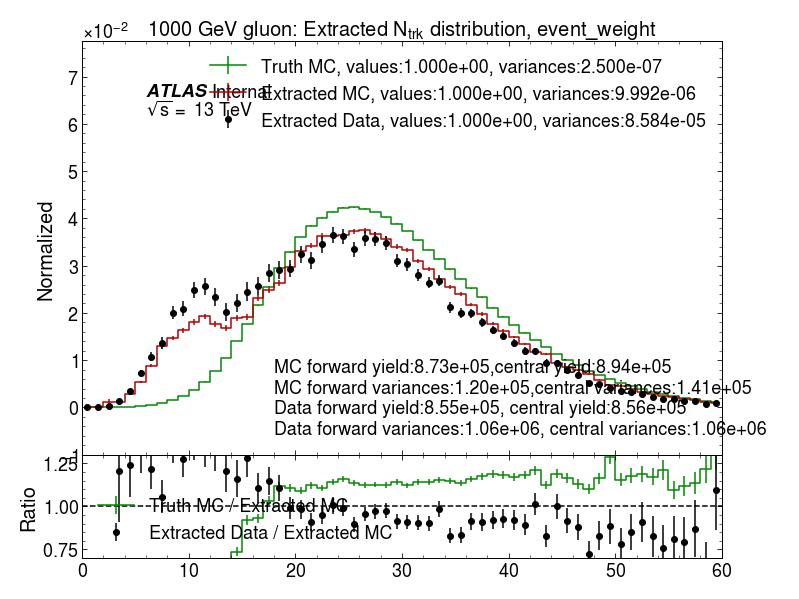 ×10⁻² 1000 GeV gluon: Extracted Nₜᵣₖ distribution, event_weight
Truth MC, values:1.000e+00, variances:2.500e-07
ATLAS Internal
Extracted MC, values:1.000e+00, variances:9.992e-06
√s = 13 TeV
Extracted Data, values:1.000e+00, variances:8.584e-05
7
6
5
4
3
2
1
0
Normalized
MC forward yield:8.73e+05,central yield:8.94e+05
MC forward variances:1.20e+05,central variances:1.41e+05
Data forward yield:8.55e+05, central yield:8.56e+05
Data forward variances:1.06e+06, central variances:1.06e+06
1.25
1.00
0.75
Ratio
Truth MC / Extracted MC
Extracted Data / Extracted MC
0 10 20 30 40 50 60